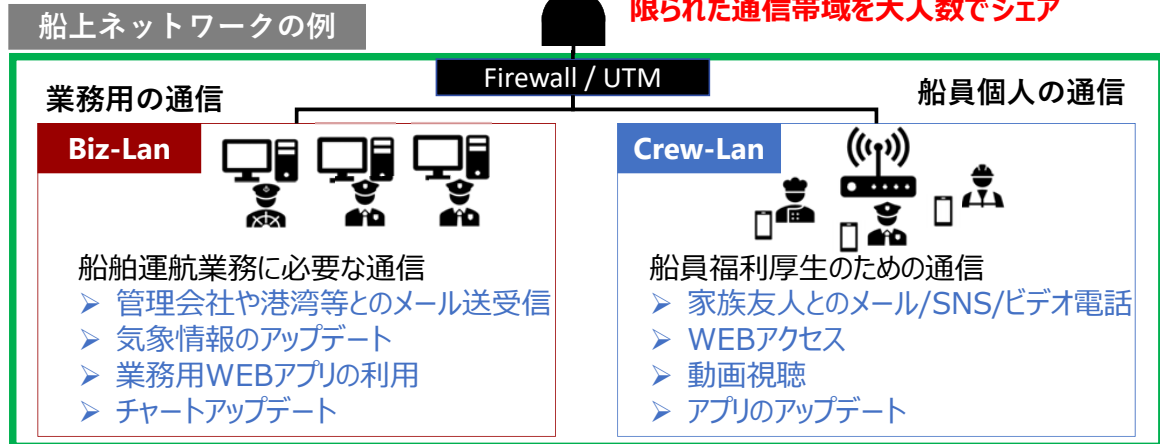 限られた通信帯域を大人数でシェア
船上ネットワークの例
Firewall / UTM
業務用の通信
船員個人の通信
Biz-Lan
船舶運航業務に必要な通信
➢ 管理会社や港湾等とのメール送受信
➢ 気象情報のアップデート
➢ 業務用WEBアプリの利用
➢ チャートアップデート
Crew-Lan
船員福利厚生のための通信
➢ 家族友人とのメール/SNS/ビデオ電話
➢ WEBアクセス
➢ 動画視聴
➢ アプリのアップデート